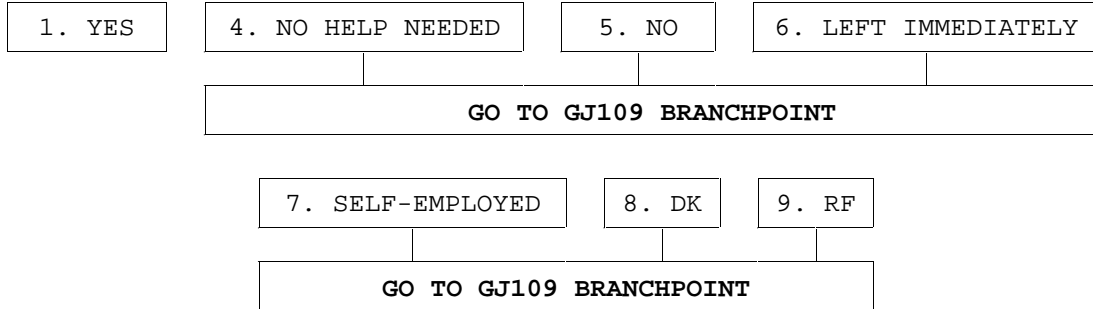 1. YES 4. NO HELP NEEDED 5. NO 6. LEFT IMMEDIATELY
GO TO GJ109 BRANCHPOINT
7. SELF-EMPLOYED 8. DK 9. RF
GO TO GJ109 BRANCHPOINT